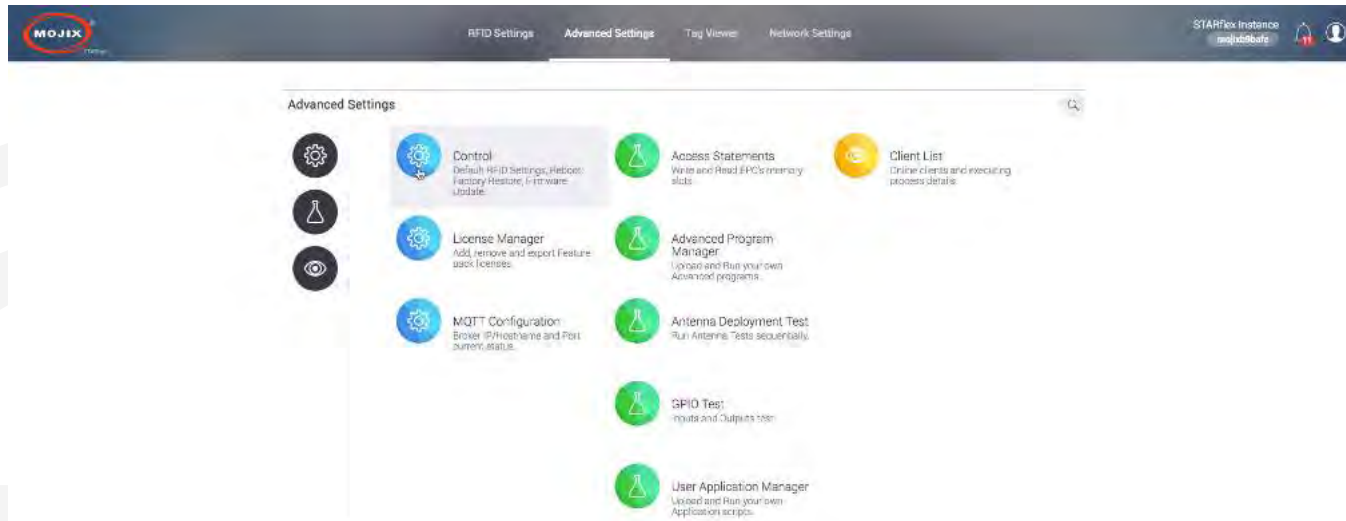 MOJIX
RFID Settings
Advanced Settings
Tag Viewer
Network Settings
STARflex Instance
11
Advanced Settings
Control
Default RFID Settings, Reboot,
Factory Restore, Firmware
Update.
License Manager
Add, remove and export Feature
pack licenses.
MQTT Configuration
Broker IP/Hostname and Port
current status.
Access Statements
Write and Read EPC's memory
slots.
Advanced Program
Manager
Upload and Run your own
Advanced programs.
Antenna Deployment Test
Run Antenna Tests sequentially.
GPIO Test
Inputs and Outputs test
User Application Manager
Upload and Run your own
Application scripts.
Client List
Online clients and executing
process details.